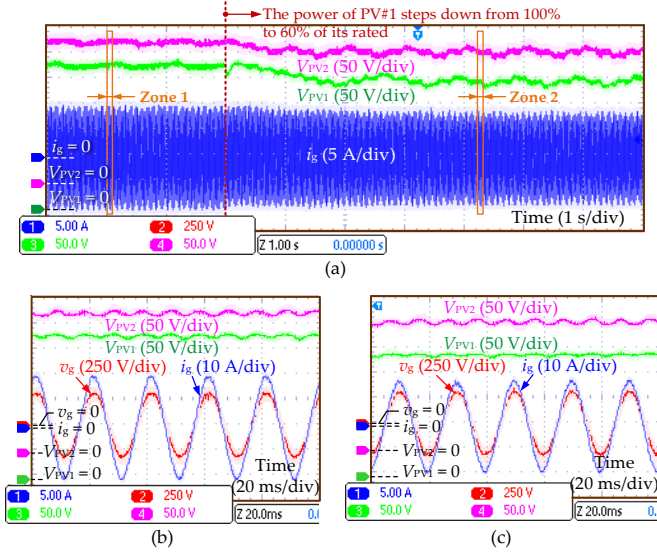 The power of PV#1 steps down from 100%
to 60% of its rated
VPV2 (50 V/div)
VPV1 (50 V/div)
Zone 1
Zone 2
ig (5 A/div)
ig = 0
VPV2 = 0
VPV1 = 0
Time (1 s/div)
1 5.00 A 2 250 V
3 50.0 V 4 50.0 V
Z 1.00 s 0.00000 s
(a)
VPV2 (50 V/div)
VPV1 (50 V/div)
vg (250 V/div) ig (10 A/div)
vg = 0
ig = 0
VPV2 = 0
VPV1 = 0
Time
(20 ms/div)
1 5.00 A 2 250 V
3 50.0 V 4 50.0 V
Z 20.0ms
(b)
VPV2 (50 V/div)
VPV1 (50 V/div)
vg (250 V/div) ig (10 A/div)
vg = 0
ig = 0
VPV2 = 0
VPV1 = 0
Time
(20 ms/div)
1 5.00 A 2 250 V
3 50.0 V 4 50.0 V
Z 20.0ms
(c)